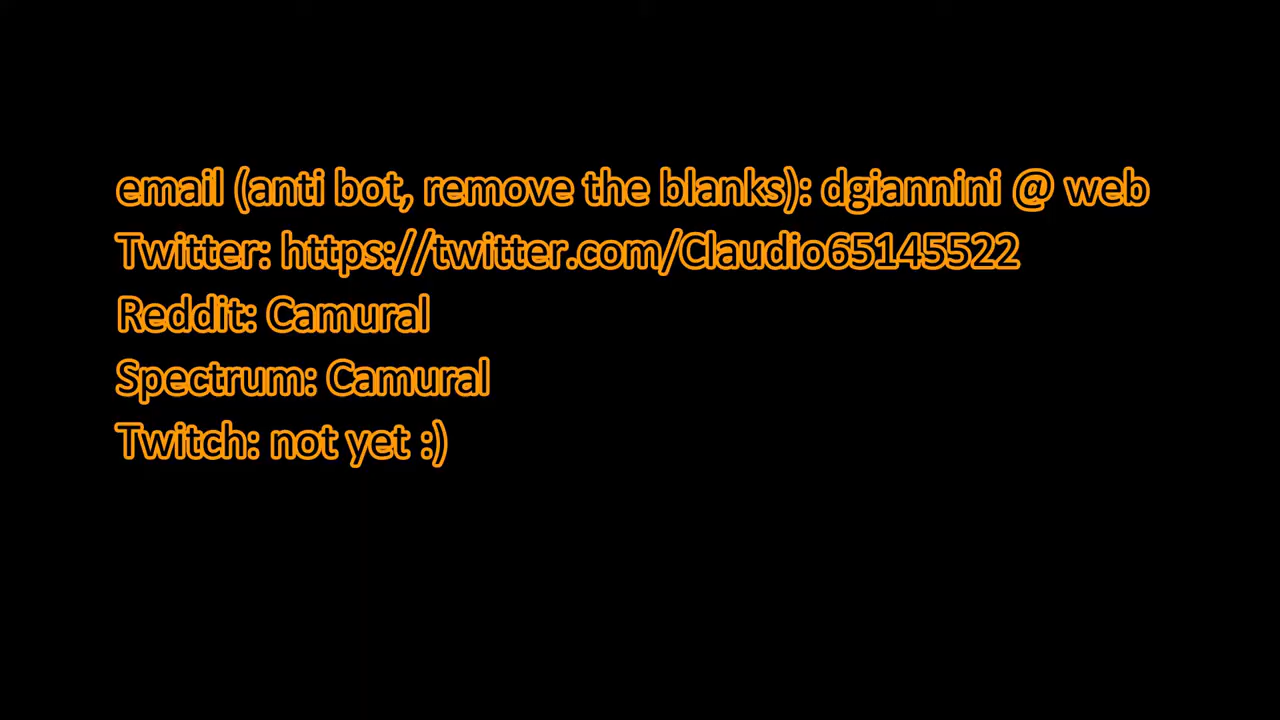 email (anti bot, remove the blanks): dgiannini @ web
Twitter: https://twitter.com/Claudio65145522
Reddit: Camural
Spectrum: Camural
Twitch: not yet :)